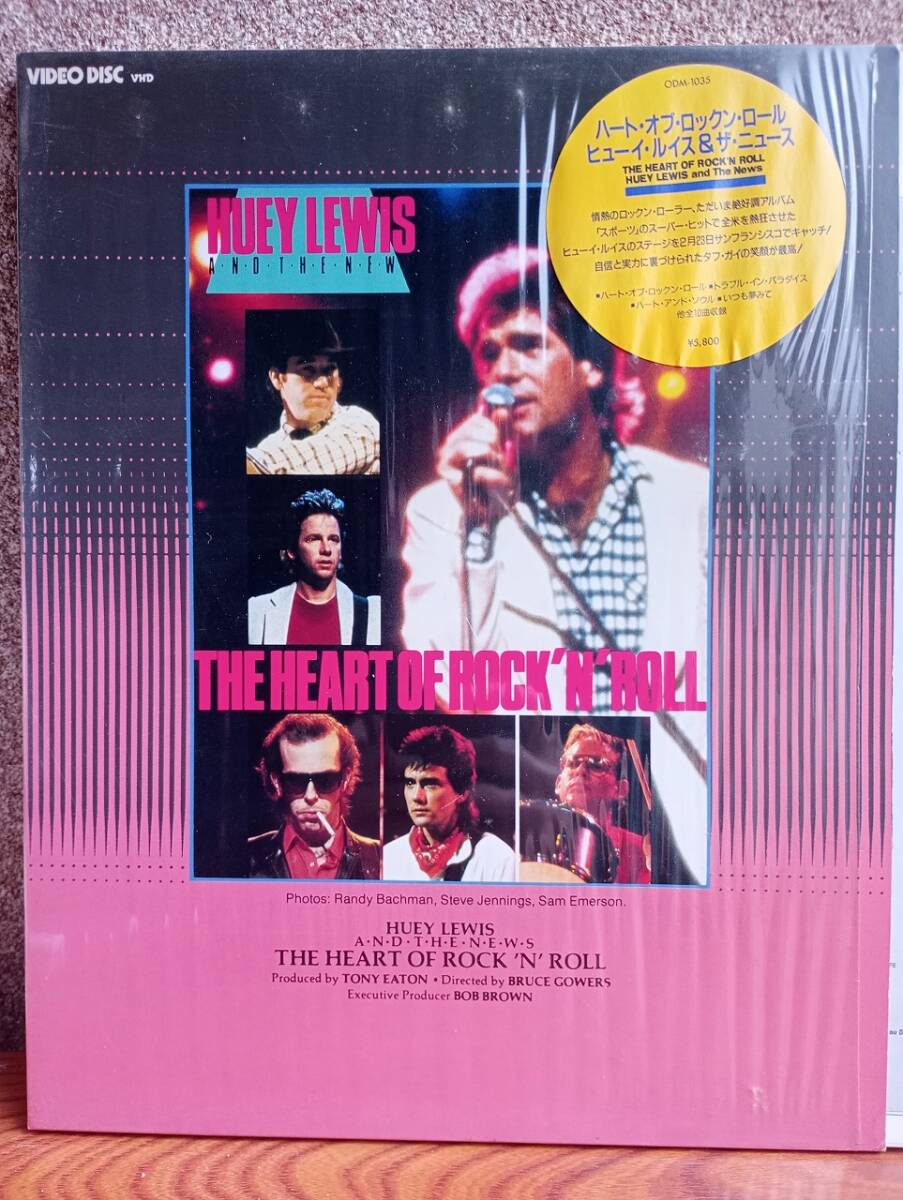 VIDEO DISC VHD
ODM-1035
ハート・オブ・ロックン・ロール
ヒューイ・ルイス&ザ・ニュース
THE HEART OF ROCK'N ROLL
HUEY LEWIS and The News
情熱のロックン・ローラー、ただいま絶好調アルバム
「スポーツ」のスーパー・ヒットで全米を熱狂させた
ヒューイ・ルイスのステージを2月23日サンフランシスコでキャッチ!
自信と実力に裏づけられたタフ・ガイの笑顔が最高!
■ハート・オブ・ロックン・ロール ■トラブル・イン・パラダイス
■ハート・アンド・ソウル ■いつも夢みて
他全10曲収録
¥5,800
HUEY LEWIS
A·N·D·T·H·E·N·E·W
THE HEART OF ROCK 'N' ROLL
Photos: Randy Bachman, Steve Jennings, Sam Emerson.
HUEY LEWIS
A·N·D·T·H·E·N·E·W·S
THE HEART OF ROCK 'N' ROLL
Produced by TONY EATON • Directed by BRUCE GOWERS
Executive Producer BOB BROWN